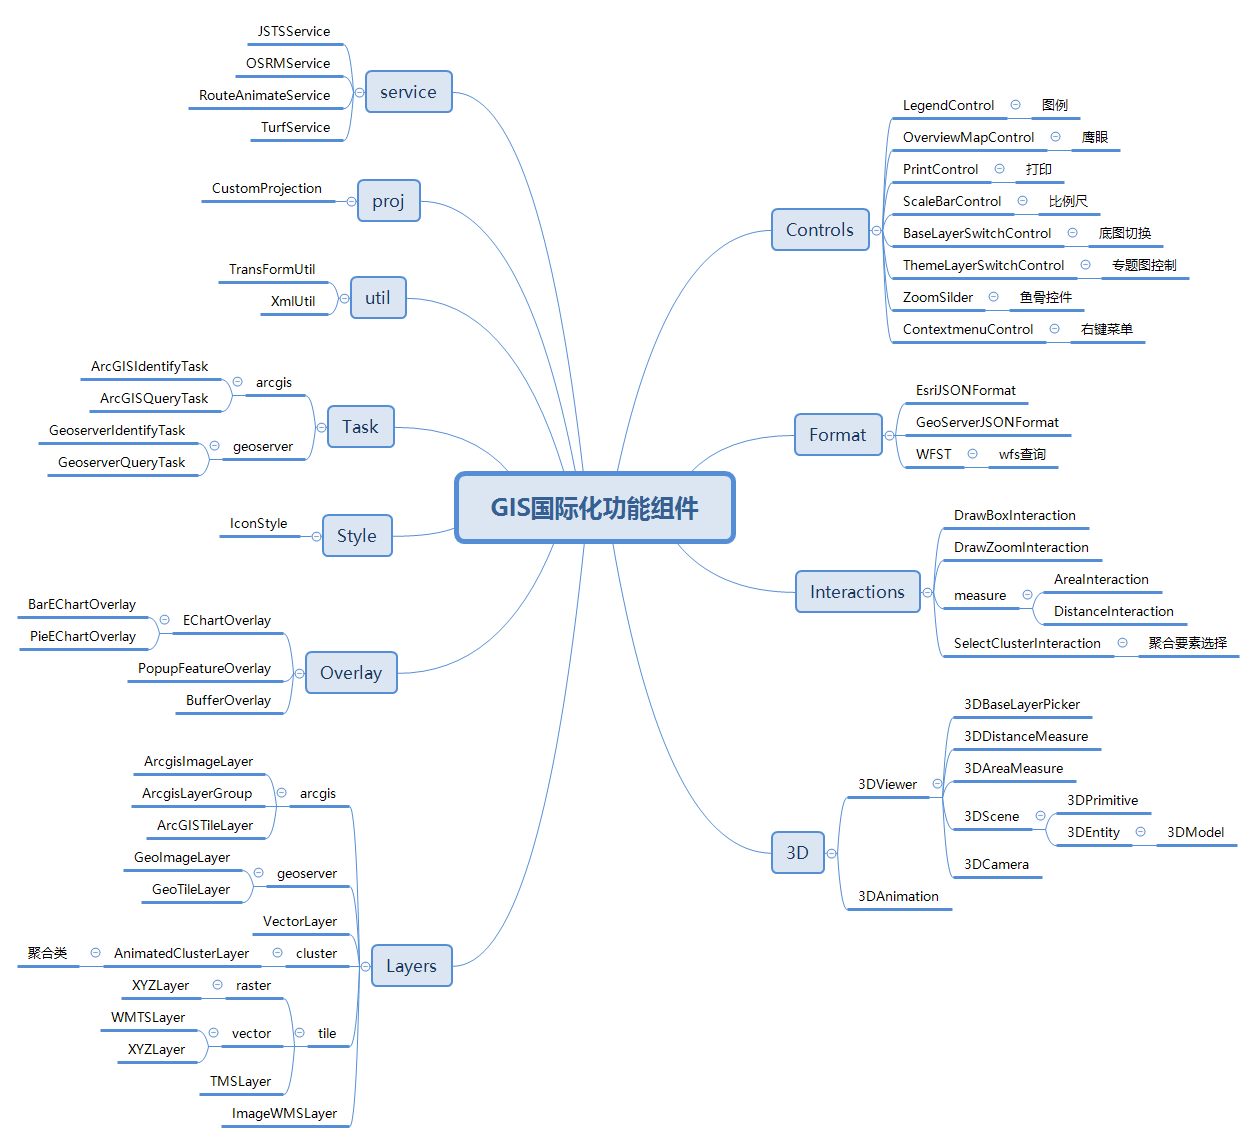 GIS国际化功能组件
service
JSTSService
OSRMService
RouteAnimateService
TurfService
proj
CustomProjection
util
TransFormUtil
XmlUtil
Task
arcgis
ArcGISIdentifyTask
ArcGISQueryTask
geoserver
GeoserverIdentifyTask
GeoserverQueryTask
Style
IconStyle
Overlay
EChartOverlay
BarEChartOverlay
PieEChartOverlay
PopupFeatureOverlay
BufferOverlay
Layers
arcgis
ArcgisImageLayer
ArcgisLayerGroup
ArcGISTileLayer
geoserver
GeoImageLayer
GeoTileLayer
VectorLayer
cluster
AnimatedClusterLayer
聚合类
tile
raster
XYZLayer
vector
WMTSLayer
XYZLayer
TMSLayer
ImageWMSLayer
Controls
LegendControl
图例
OverviewMapControl
鹰眼
PrintControl
打印
ScaleBarControl
比例尺
BaseLayerSwitchControl
底图切换
ThemeLayerSwitchControl
专题图控制
ZoomSilder
鱼骨控件
ContextmenuControl
右键菜单
Format
EsriJSONFormat
GeoServerJSONFormat
WFST
wfs查询
Interactions
DrawBoxInteraction
DrawZoomInteraction
measure
AreaInteraction
DistanceInteraction
SelectClusterInteraction
聚合要素选择
3D
3DViewer
3DBaseLayerPicker
3DDistanceMeasure
3DAreaMeasure
3DScene
3DPrimitive
3DEntity
3DModel
3DCamera
3DAnimation